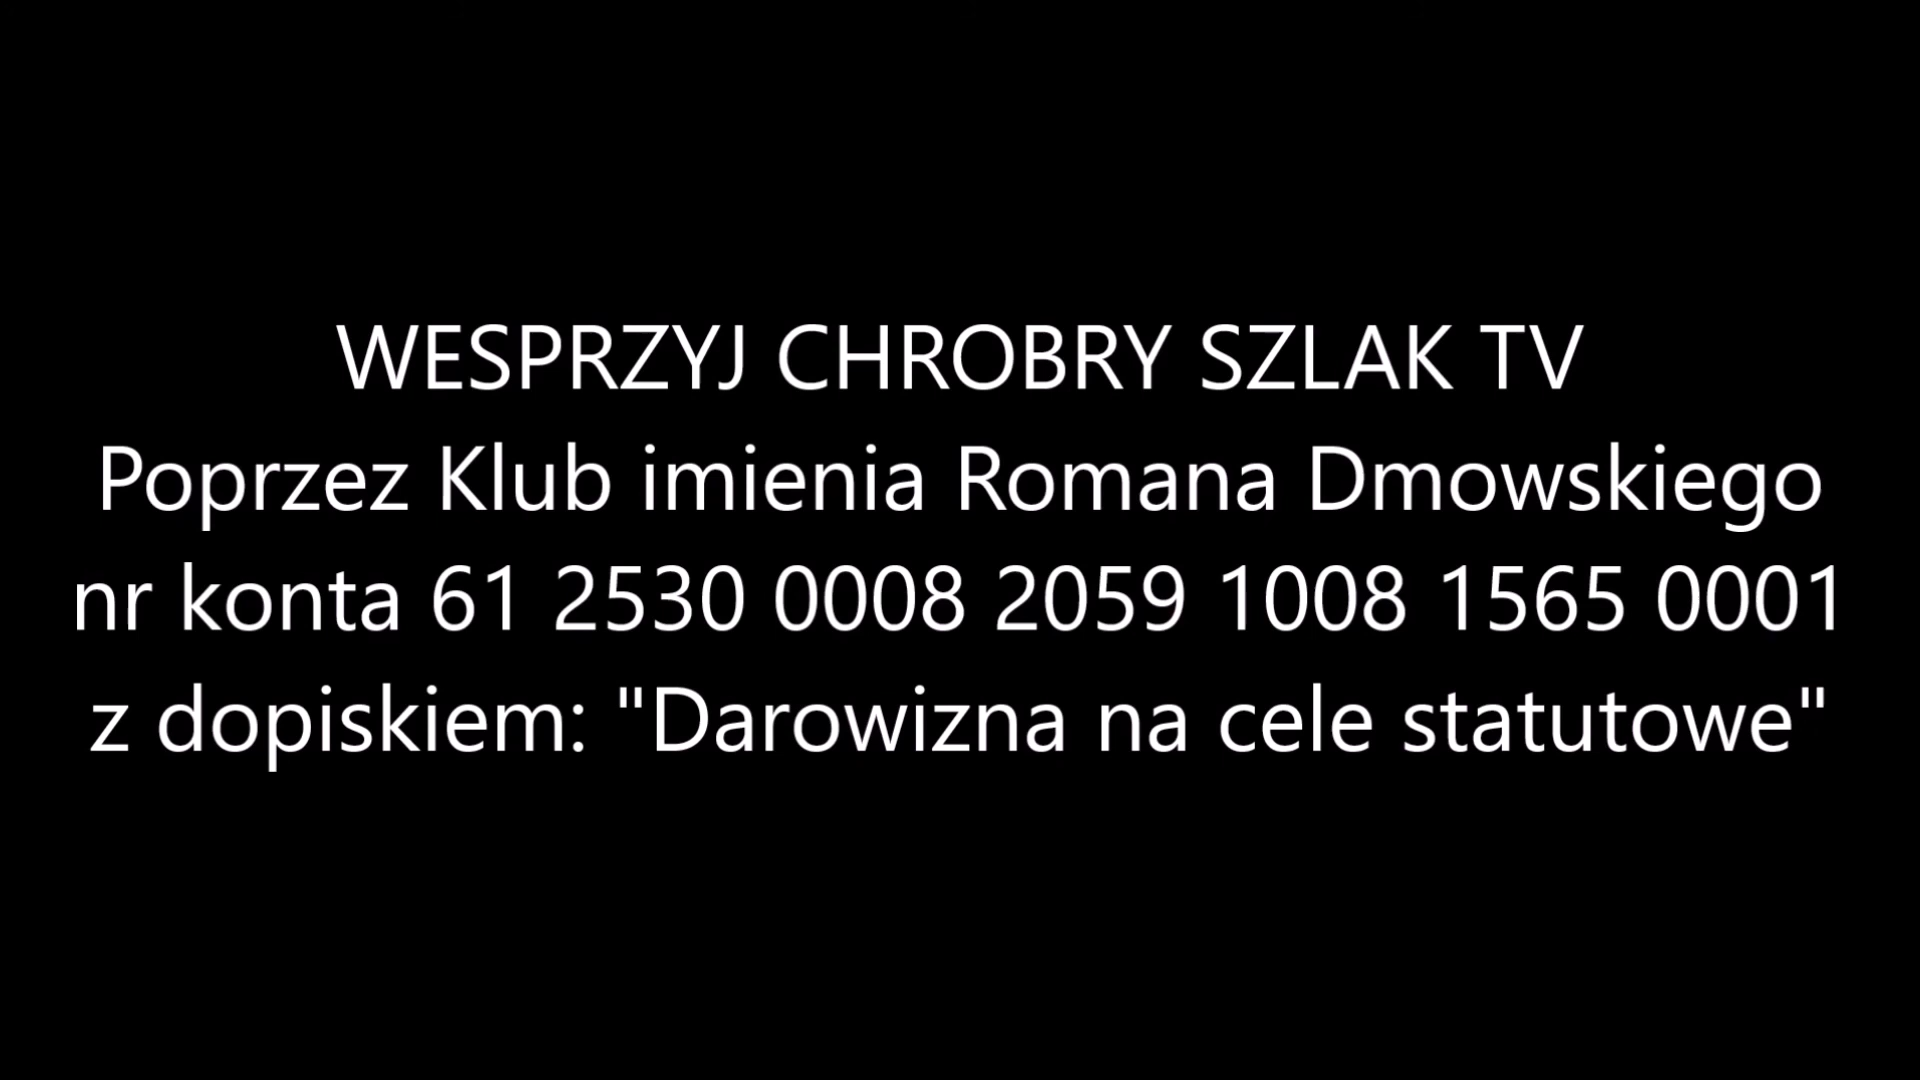 WESPRZYJ CHROBRY SZLAK TV
Poprzez Klub imienia Romana Dmowskiego
nr konta 61 2530 0008 2059 1008 1565 0001
z dopiskiem: "Darowizna na cele statutowe"